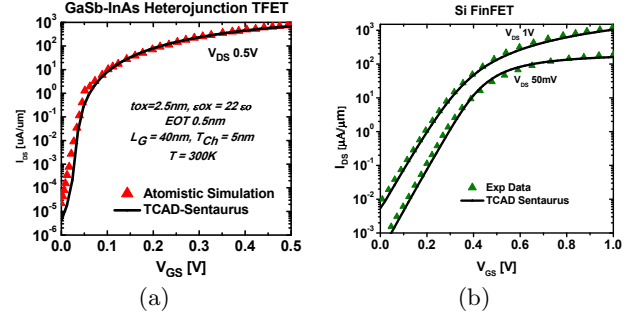 GaSb-InAs Heterojunction TFET
10³
10²
10¹
10⁰
10⁻¹
10⁻²
10⁻³
10⁻⁴
10⁻⁵
10⁻⁶
I_DS [uA/um]
V_DS 0.5V
tox=2.5nm, εox = 22 εo
EOT 0.5nm
L_G = 40nm, T_Ch = 5nm
T = 300K
Atomistic Simulation
TCAD-Sentaurus
0.0 0.1 0.2 0.3 0.4 0.5
V_GS [V]
(a)
Si FinFET
10³
10²
10¹
10⁰
10⁻¹
10⁻²
10⁻³
I_DS [µA/µm]
V_DS 1V
V_DS 50mV
Exp Data
TCAD Sentaurus
0.0 0.2 0.4 0.6 0.8 1.0
V_GS [V]
(b)